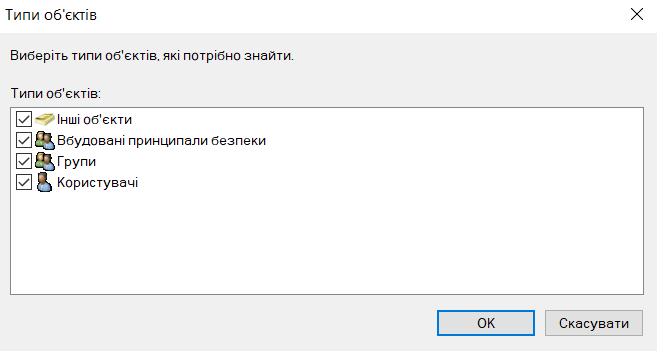 Типи об'єктів
Виберіть типи об'єктів, які потрібно знайти.
Типи об'єктів:
Інші об'єкти
Вбудовані принципали безпеки
Групи
Користувачі
OK
Скасувати